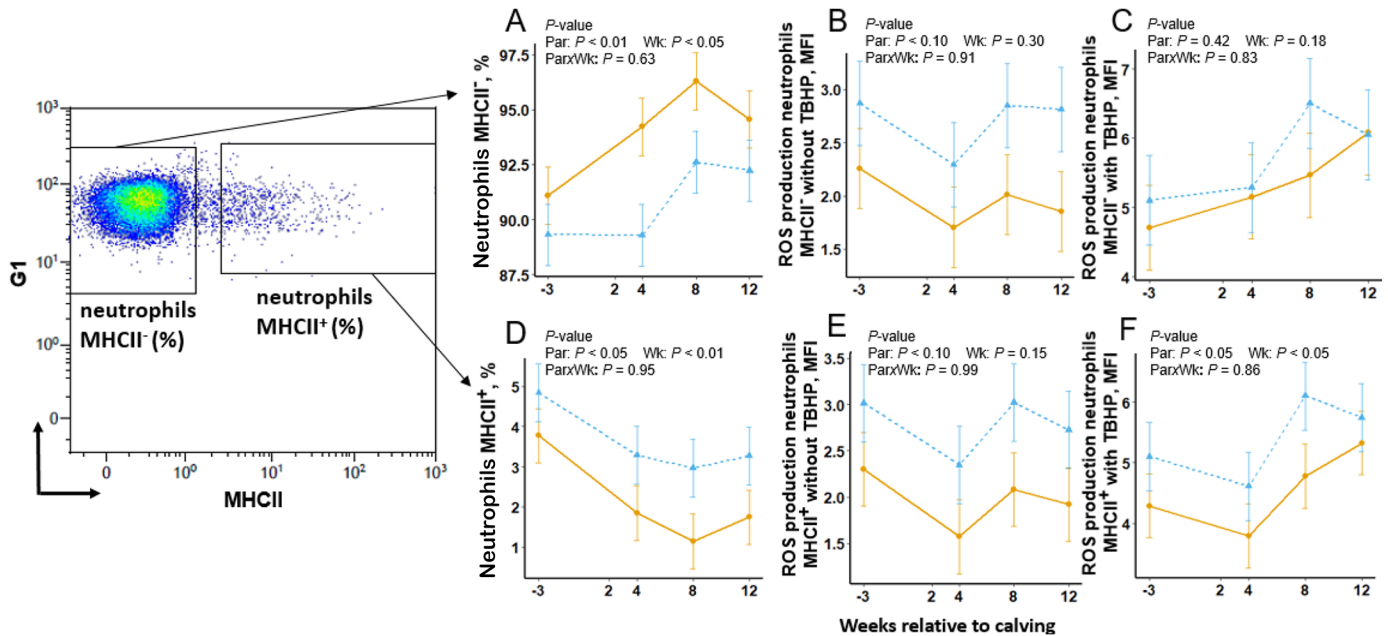 10³
10²
10¹
10⁰
0
G1
0
10⁰
10¹
10²
10³
MHCII
neutrophils
MHCII⁻ (%)
neutrophils
MHCII⁺ (%)
A
P-value
Par: P < 0.01 Wk: P < 0.05
ParxWk: P = 0.63
Neutrophils MHCII⁻, %
97.5
95.0
92.5
90.0
87.5
-3 2 4 8 12
B
P-value
Par: P < 0.10 Wk: P = 0.30
ParxWk: P = 0.91
ROS production neutrophils
MHCII⁻ without TBHP, MFI
3.0
2.5
2.0
1.5
-3 2 4 8 12
C
P-value
Par: P = 0.42 Wk: P = 0.18
ParxWk: P = 0.83
ROS production neutrophils
MHCII⁻ with TBHP, MFI
7
6
5
4
-3 2 4 8 12
D
P-value
Par: P < 0.05 Wk: P < 0.01
ParxWk: P = 0.95
Neutrophils MHCII⁺, %
5
4
3
2
1
-3 2 4 8 12
E
P-value
Par: P < 0.10 Wk: P = 0.15
ParxWk: P = 0.99
ROS production neutrophils
MHCII⁺ without TBHP, MFI
3.5
3.0
2.5
2.0
1.5
-3 2 4 8 12
F
P-value
Par: P < 0.05 Wk: P < 0.05
ParxWk: P = 0.86
ROS production neutrophils
MHCII⁺ with TBHP, MFI
6
5
4
-3 2 4 8 12
Weeks relative to calving